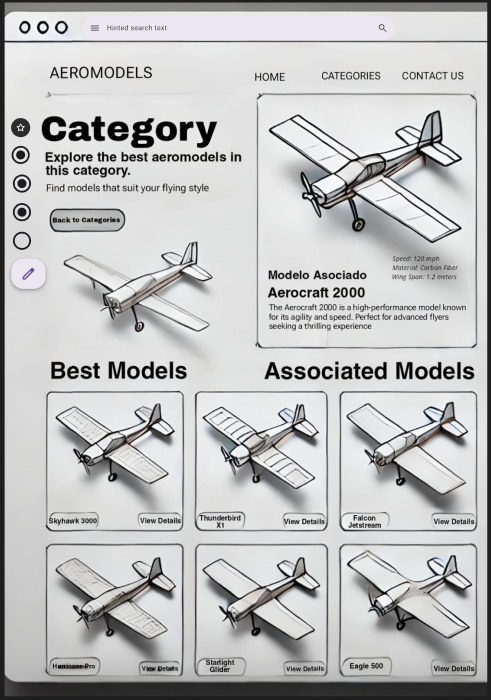 Hinted search text
AEROMODELS
HOME
CATEGORIES
CONTACT US
Category
Explore the best aeromodels in
this category.
Find models that suit your flying style
Back to Categories
Speed: 120 mph
Material: Carbon Fiber
Wing Span: 1.2 meters
Modelo Asociado
Aerocraft 2000
The Aerocraft 2000 is a high-performance model known
for its agility and speed. Perfect for advanced flyers
seeking a thrilling experience
Best Models
Associated Models
Skyhawk 3000
View Details
Thunderbird
X1
View Details
Falcon
Jetstream
View Details
Hurricane Pro
View Details
Starlight
Glider
View Details
Eagle 500
View Details